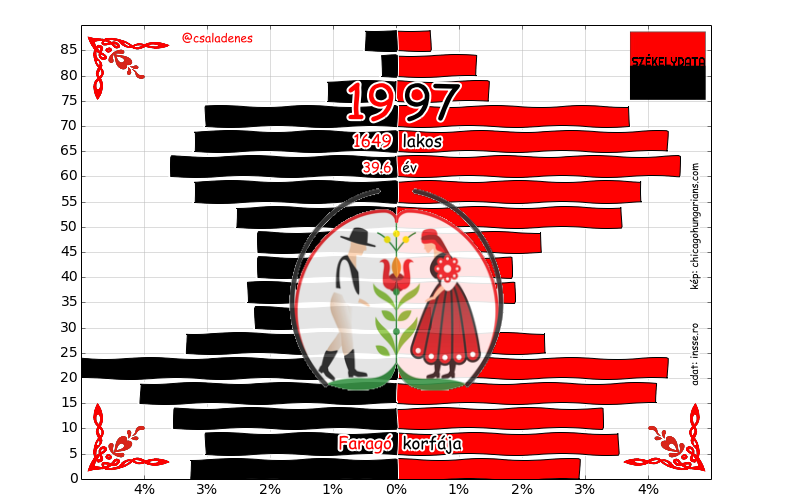 @csaladenes
SZÉKELYDATA
1997
1649 lakos
39.6 év
Faragó korfája
kép: chicagohungarians.com
adat: insse.ro
85
80
75
70
65
60
55
50
45
40
35
30
25
20
15
10
5
0
4% 3% 2% 1% 0% 1% 2% 3% 4%